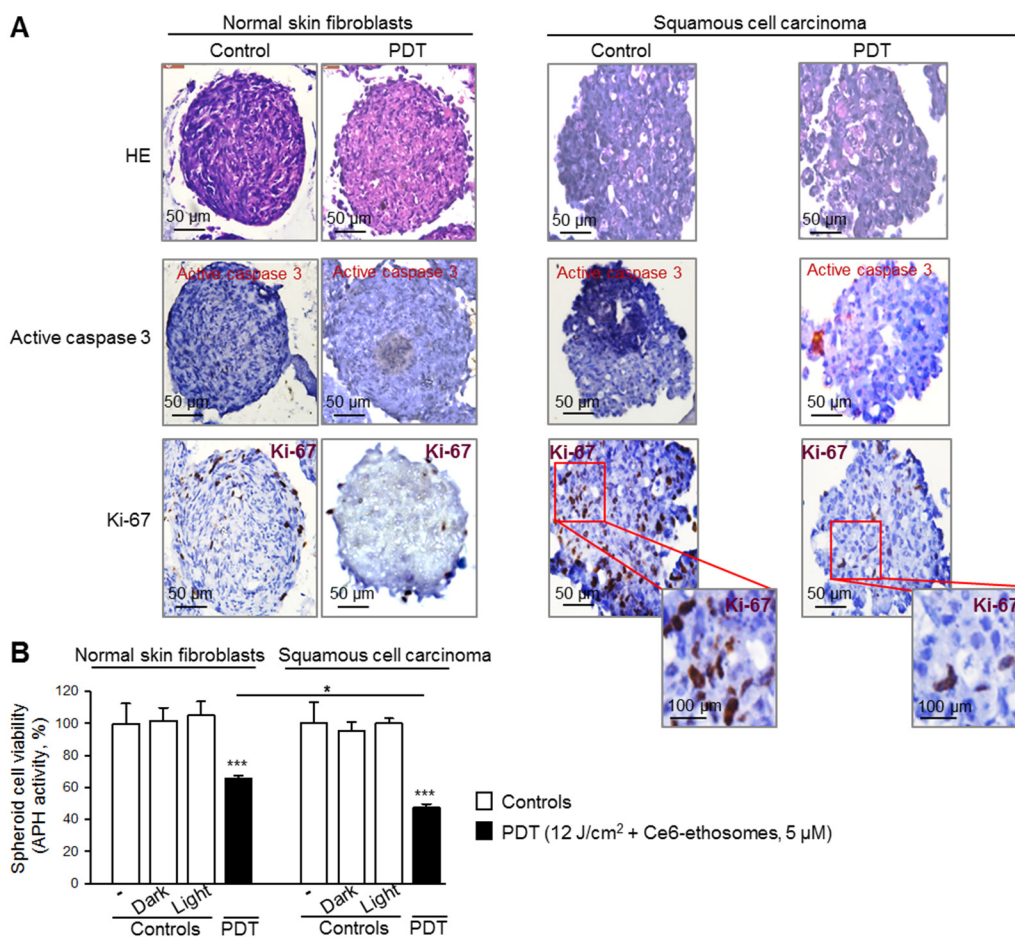 A
Normal skin fibroblasts
Squamous cell carcinoma
Control
PDT
Control
PDT
HE
50 µm
50 µm
50 µm
50 µm
Active caspase 3
Active caspase 3
Active caspase 3
Active caspase 3
Active caspase 3
50 µm
50 µm
50 µm
50 µm
Ki-67
Ki-67
Ki-67
Ki-67
Ki-67
50 µm
50 µm
50 µm
50 µm
Ki-67
Ki-67
100 µm
100 µm
B
Normal skin fibroblasts
Squamous cell carcinoma
Spheroid cell viability
(APH activity, %)
120
100
80
60
40
20
0
***
*
***
-
Dark
Light
-
Dark
Light
Controls
PDT
Controls
PDT
Controls
PDT (12 J/cm² + Ce6-ethosomes, 5 µM)